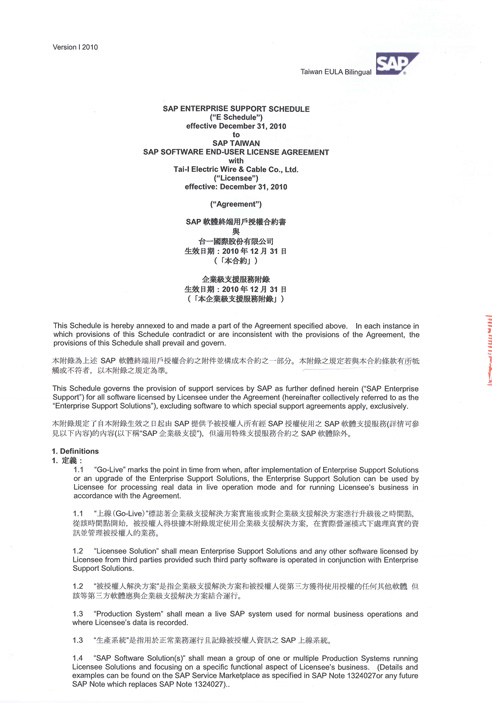 Version I 2010
Taiwan EULA Bilingual SAP
SAP ENTERPRISE SUPPORT SCHEDULE
("E Schedule")
effective December 31, 2010
to
SAP TAIWAN
SAP SOFTWARE END-USER LICENSE AGREEMENT
with
Tai-I Electric Wire & Cable Co., Ltd.
("Licensee")
effective: December 31, 2010
("Agreement")
SAP 軟體終端用戶授權合約書
與
台一國際股份有限公司
生效日期：2010 年 12 月 31 日
（「本合約」）
企業級支援服務附錄
生效日期：2010 年 12 月 31 日
（「本企業級支援服務附錄」）
This Schedule is hereby annexed to and made a part of the Agreement specified above. In each instance in
which provisions of this Schedule contradict or are inconsistent with the provisions of the Agreement, the
provisions of this Schedule shall prevail and govern.
本附錄為上述 SAP 軟體終端用戶授權合約之附件並構成本合約之一部分。本附錄之規定若與本合約條款有所牴
觸或不符者，以本附錄之規定為準。
This Schedule governs the provision of support services by SAP as further defined herein ("SAP Enterprise
Support") for all software licensed by Licensee under the Agreement (hereinafter collectively referred to as the
"Enterprise Support Solutions"), excluding software to which special support agreements apply, exclusively.
本附錄規定了自本附錄生效之日起由 SAP 提供予被授權人所有經 SAP 授權使用之 SAP 軟體支援服務(詳情可參
見以下內容)的內容(以下稱"SAP 企業級支援")，但適用特殊支援服務合約之 SAP 軟體除外。
1. Definitions
1. 定義：
1.1 "Go-Live" marks the point in time from when, after implementation of Enterprise Support Solutions
or an upgrade of the Enterprise Support Solutions, the Enterprise Support Solution can be used by
Licensee for processing real data in live operation mode and for running Licensee's business in
accordance with the Agreement.
1.1 "上線(Go-Live)"標誌著企業級支援解決方案實施後或對企業級支援解決方案進行升級後之時間點，
從該時間點開始，被授權人得根據本附錄規定使用企業級支援解決方案，在實際營運模式下處理真實的資
訊並管理被授權人的業務。
1.2 "Licensee Solution" shall mean Enterprise Support Solutions and any other software licensed by
Licensee from third parties provided such third party software is operated in conjunction with Enterprise
Support Solutions.
1.2 "被授權人解決方案"是指企業級支援解決方案和被授權人從第三方獲得使用授權的任何其他軟體，但
該等第三方軟體應與企業級支援解決方案結合運行。
1.3 "Production System" shall mean a live SAP system used for normal business operations and
where Licensee's data is recorded.
1.3 "生產系統"是指用於正常業務運行且記錄被授權人資訊之 SAP 上線系統。
1.4 "SAP Software Solution(s)" shall mean a group of one or multiple Production Systems running
Licensee Solutions and focusing on a specific functional aspect of Licensee's business. (Details and
examples can be found on the SAP Service Marketplace as specified in SAP Note 1324027or any future
SAP Note which replaces SAP Note 1324027)..